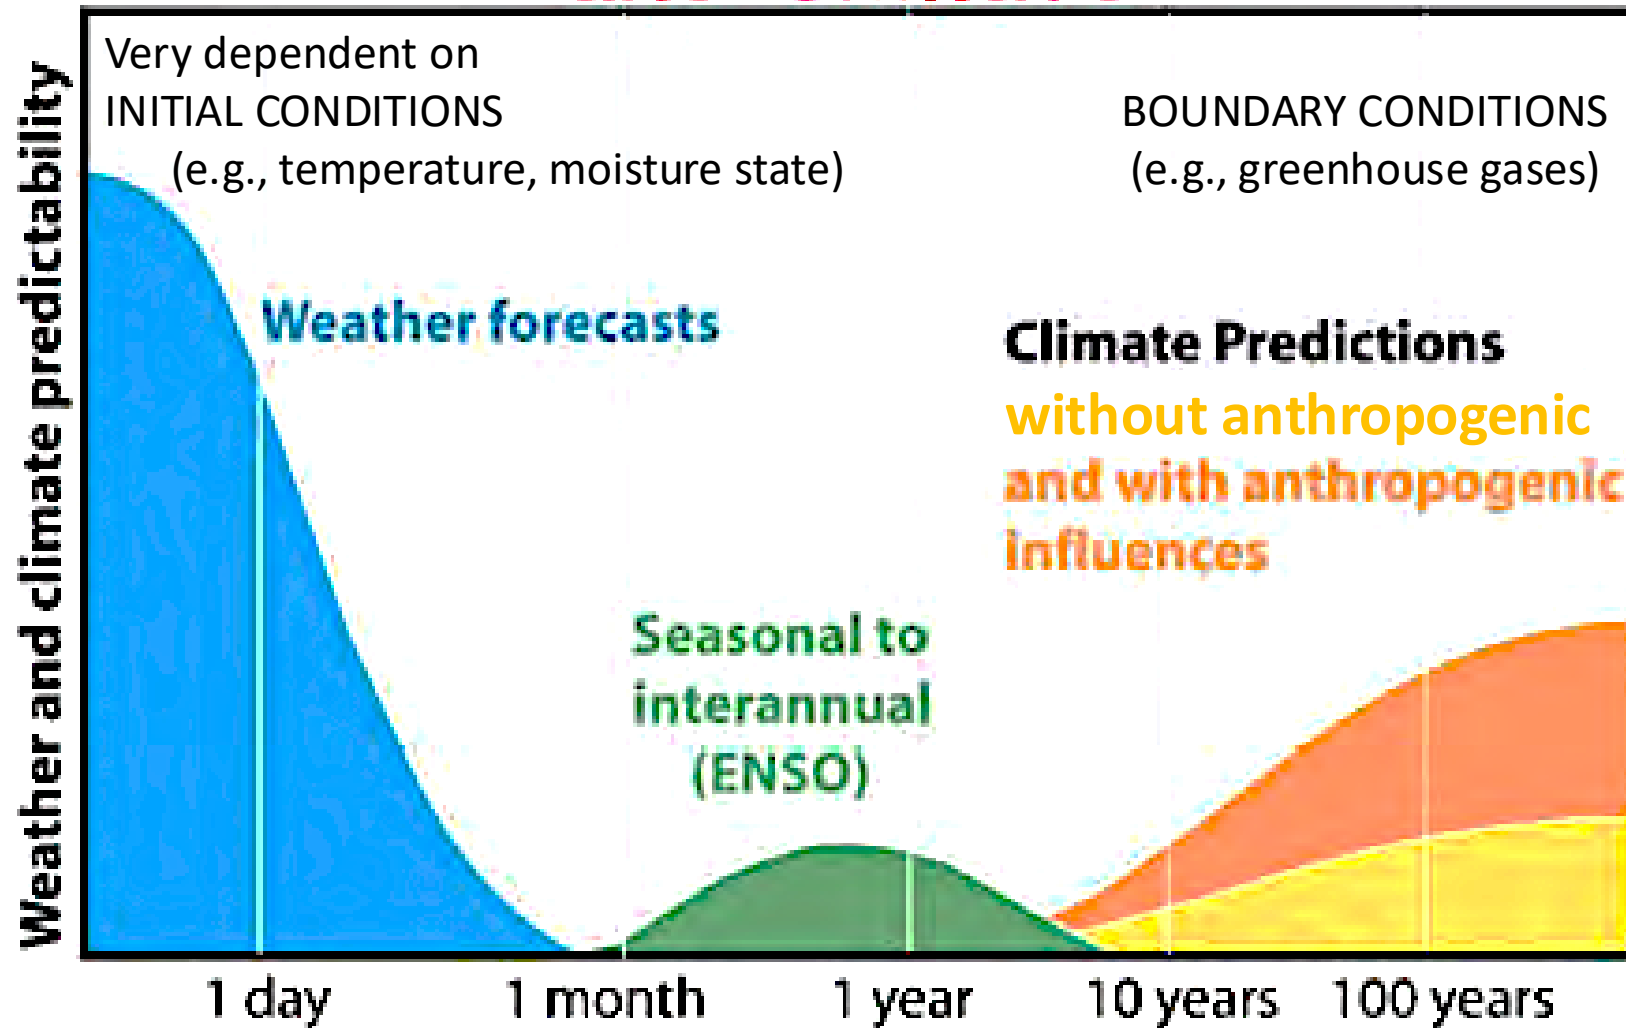 Very dependent on
INITIAL CONDITIONS
(e.g., temperature, moisture state)
BOUNDARY CONDITIONS
(e.g., greenhouse gases)
Weather and climate predictability
Weather forecasts
Climate Predictions
without anthropogenic
and with anthropogenic
influences
Seasonal to
interannual
(ENSO)
1 day
1 month
1 year
10 years
100 years